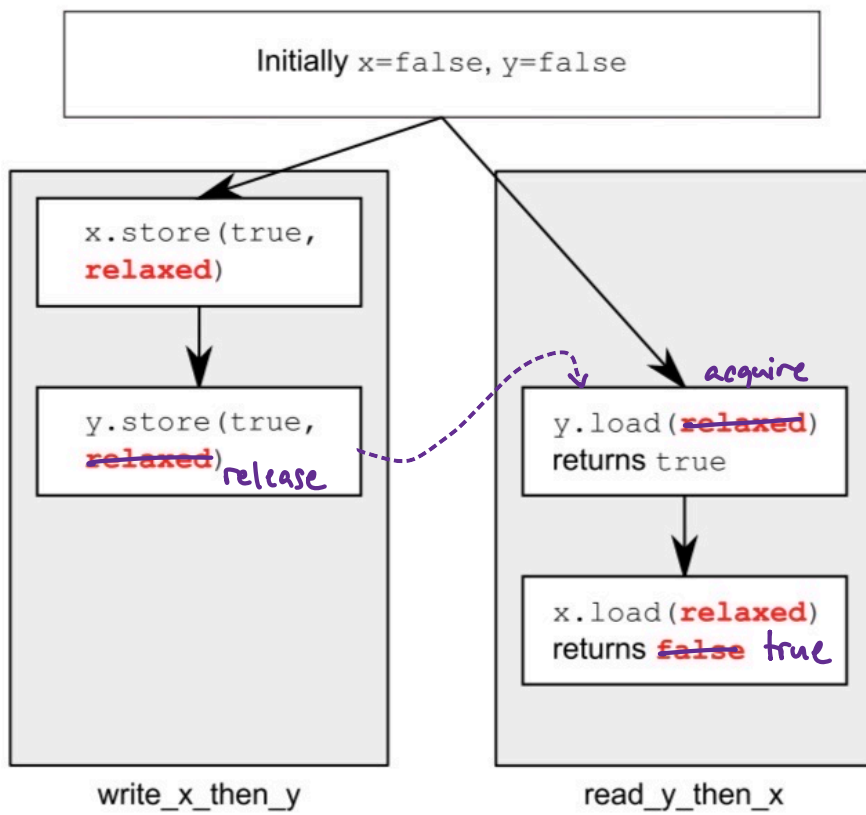 Initially x=false, y=false
x.store(true,
relaxed)
y.store(true,
relaxed) release
acquire
y.load(relaxed)
returns true
x.load(relaxed)
returns false true
write_x_then_y
read_y_then_x